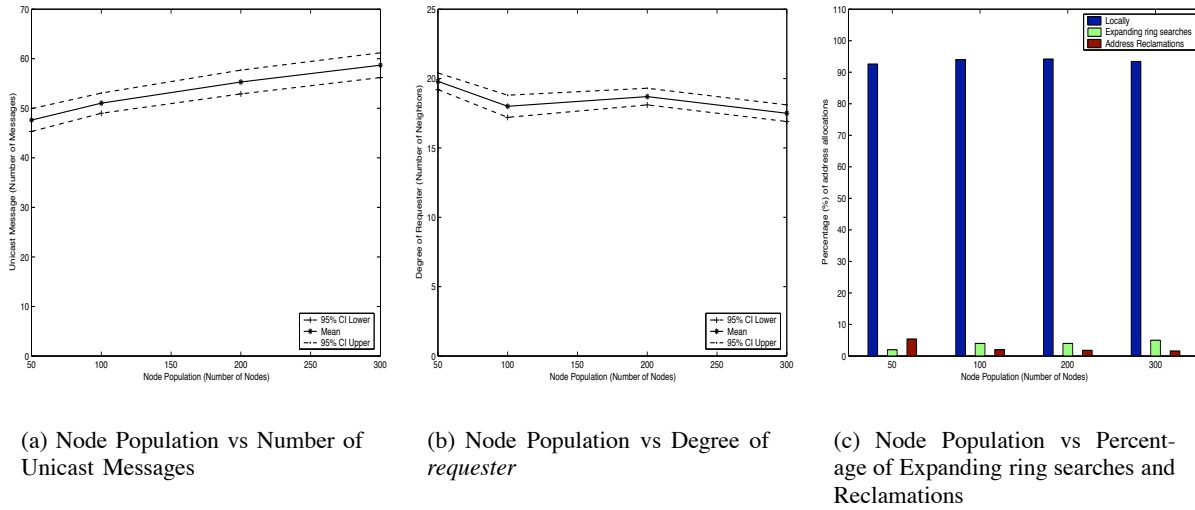 70
60
50
40
30
20
10
0
Unicast Message (Number of Messages)
95% CI Lower
Mean
95% CI Upper
50 100 150 200 250 300
Node Population (Number of Nodes)
25
20
15
10
5
0
Degree of Requester (Number of Neighbors)
95% CI Lower
Mean
95% CI Upper
50 100 150 200 250 300
Node Population (Number of Nodes)
110
100
90
80
70
60
50
40
30
20
10
0
Percentage (%) of address allocations
Locally
Expanding ring searches
Address Reclamations
50 100 200 300
Node Population (Number of Nodes)
(a) Node Population vs Number of
Unicast Messages
(b) Node Population vs Degree of
requester
(c) Node Population vs Percent-
age of Expanding ring searches and
Reclamations